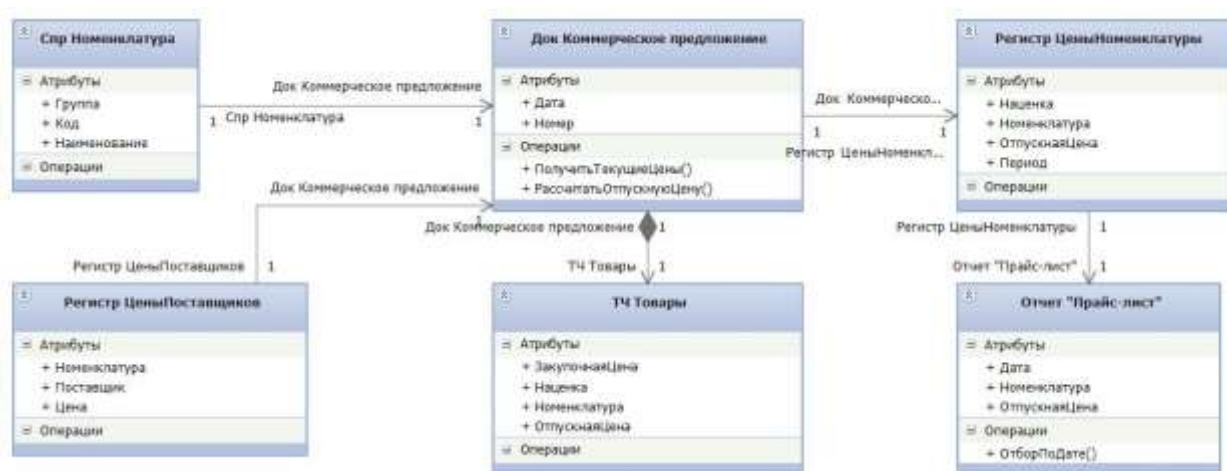 Спр Номенклатура
Атрибуты
+ Группа
+ Код
+ Наименование
Операции
Док Коммерческое предложение
1
Спр Номенклатура
1
Док Коммерческое предложение
Атрибуты
+ Дата
+ Номер
Операции
+ ПолучитьТекущиеЦены()
+ РассчитатьОтпускнуюЦену()
Док Коммерческо...
1
1
Регистр ЦеныНоменкл...
Регистр ЦеныНоменклатуры
Атрибуты
+ Наценка
+ Номенклатура
+ ОтпускнаяЦена
+ Период
Операции
Док Коммерческое предложение
1
Регистр ЦеныПоставщиков
1
Док Коммерческое предложение
1
ТЧ Товары
1
Регистр ЦеныНоменклатуры
1
Отчет "Прайс-лист"
1
Регистр ЦеныПоставщиков
Атрибуты
+ Номенклатура
+ Поставщик
+ Цена
Операции
ТЧ Товары
Атрибуты
+ ЗакупочнаяЦена
+ Наценка
+ Номенклатура
+ ОтпускнаяЦена
Операции
Отчет "Прайс-лист"
Атрибуты
+ Дата
+ Номенклатура
+ ОтпускнаяЦена
Операции
+ ОтборПоДате()